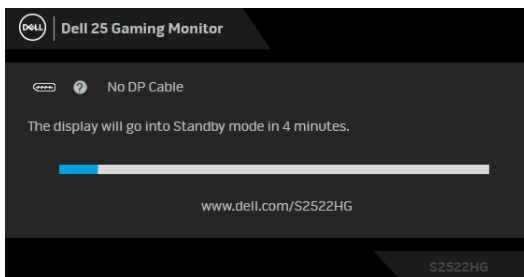 DELL
Dell 25 Gaming Monitor
? No DP Cable
The display will go into Standby mode in 4 minutes.
www.dell.com/S2522HG
S2522HG